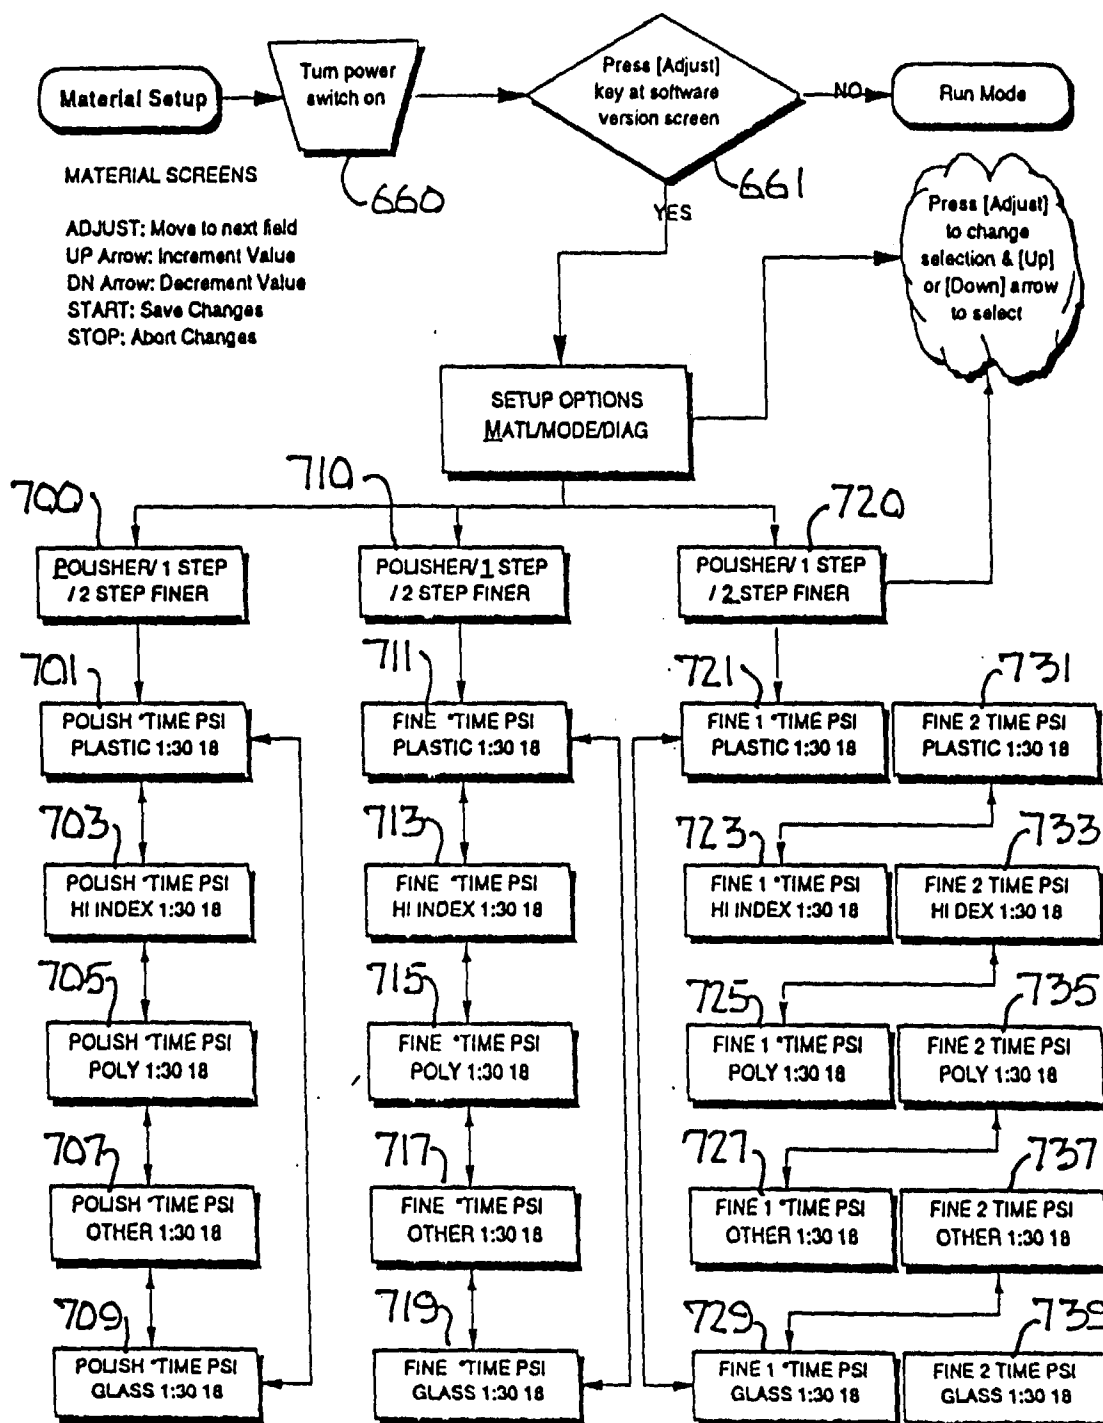 Material Setup
Turn power
switch on
Press [Adjust]
key at software
version screen
NO
Run Mode
660
661
YES
MATERIAL SCREENS
ADJUST: Move to next field
UP Arrow: Increment Value
DN Arrow: Decrement Value
START: Save Changes
STOP: Abort Changes
Press [Adjust]
to change
selection & [Up]
or [Down] arrow
to select
SETUP OPTIONS
MATL/MODE/DIAG
700
710
720
POLISHER/ 1 STEP
/ 2 STEP FINER
POLISHER/ 1 STEP
/ 2 STEP FINER
POLISHER/ 1 STEP
/ 2 STEP FINER
701
711
721
731
POLISH *TIME PSI
PLASTIC 1:30 18
FINE *TIME PSI
PLASTIC 1:30 18
FINE 1 *TIME PSI
PLASTIC 1:30 18
FINE 2 TIME PSI
PLASTIC 1:30 18
703
713
723
733
POLISH *TIME PSI
HI INDEX 1:30 18
FINE *TIME PSI
HI INDEX 1:30 18
FINE 1 *TIME PSI
HI INDEX 1:30 18
FINE 2 TIME PSI
HI DEX 1:30 18
705
715
725
735
POLISH *TIME PSI
POLY 1:30 18
FINE *TIME PSI
POLY 1:30 18
FINE 1 *TIME PSI
POLY 1:30 18
FINE 2 TIME PSI
POLY 1:30 18
707
717
727
737
POLISH *TIME PSI
OTHER 1:30 18
FINE *TIME PSI
OTHER 1:30 18
FINE 1 *TIME PSI
OTHER 1:30 18
FINE 2 TIME PSI
OTHER 1:30 18
709
719
729
739
POLISH *TIME PSI
GLASS 1:30 18
FINE *TIME PSI
GLASS 1:30 18
FINE 1 *TIME PSI
GLASS 1:30 18
FINE 2 TIME PSI
GLASS 1:30 18